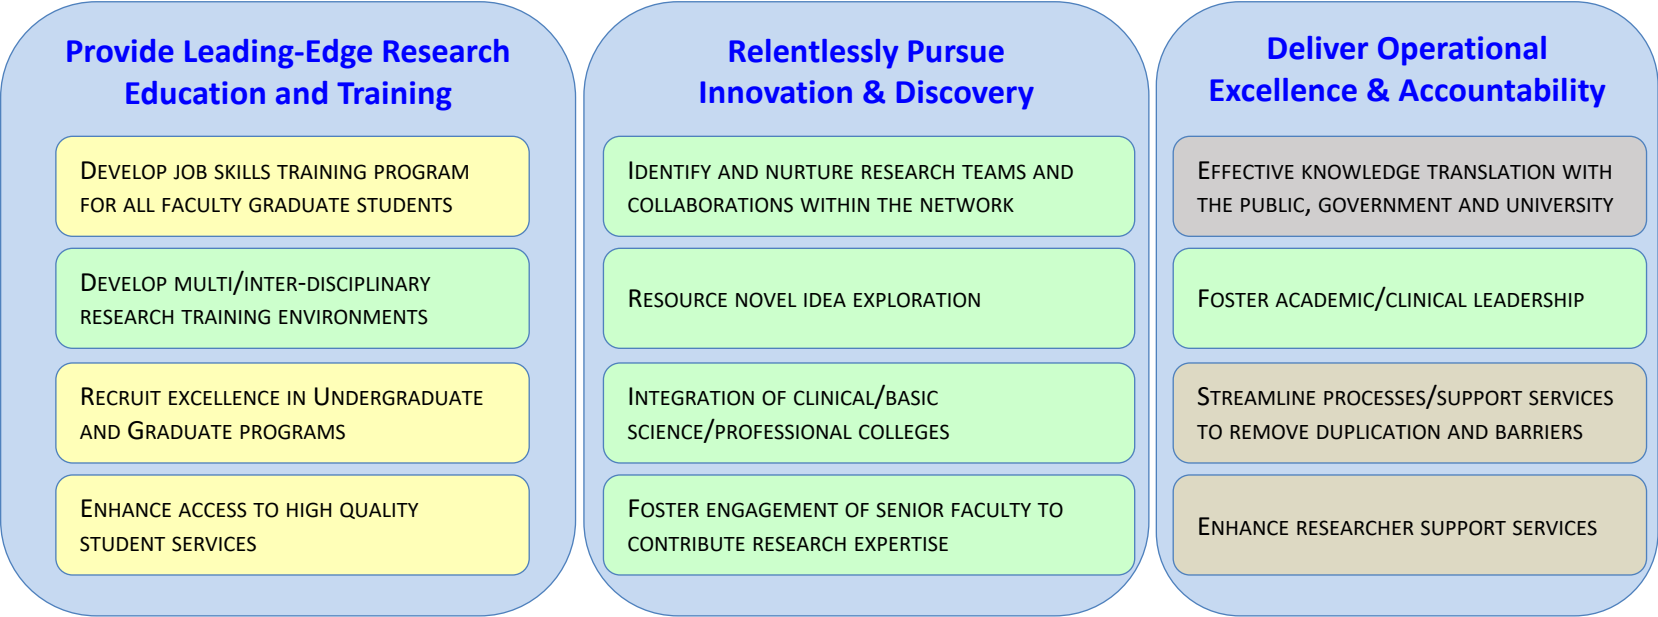 Provide Leading-Edge Research
Education and Training
Develop job skills training program
for all faculty graduate students
Develop multi/inter-disciplinary
research training environments
Recruit excellence in Undergraduate
and Graduate programs
Enhance access to high quality
student services
Relentlessly Pursue
Innovation & Discovery
Identify and nurture research teams and
collaborations within the network
Resource novel idea exploration
Integration of clinical/basic
science/professional colleges
Foster engagement of senior faculty to
contribute research expertise
Deliver Operational
Excellence & Accountability
Effective knowledge translation with
the public, government and university
Foster academic/clinical leadership
Streamline processes/support services
to remove duplication and barriers
Enhance researcher support services